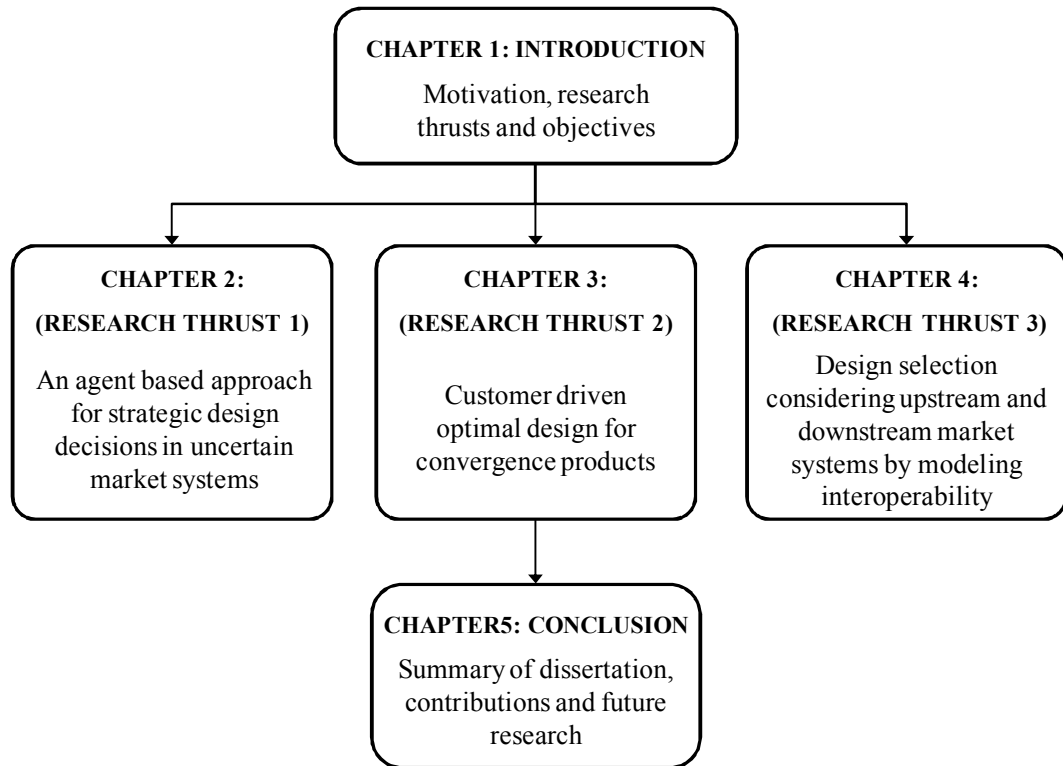 CHAPTER 1: INTRODUCTION
Motivation, research
thrusts and objectives
CHAPTER 2:
(RESEARCH THRUST 1)
An agent based approach
for strategic design
decisions in uncertain
market systems
CHAPTER 3:
(RESEARCH THRUST 2)
Customer driven
optimal design for
convergence products
CHAPTER 4:
(RESEARCH THRUST 3)
Design selection
considering upstream and
downstream market
systems by modeling
interoperability
CHAPTER5: CONCLUSION
Summary of dissertation,
contributions and future
research